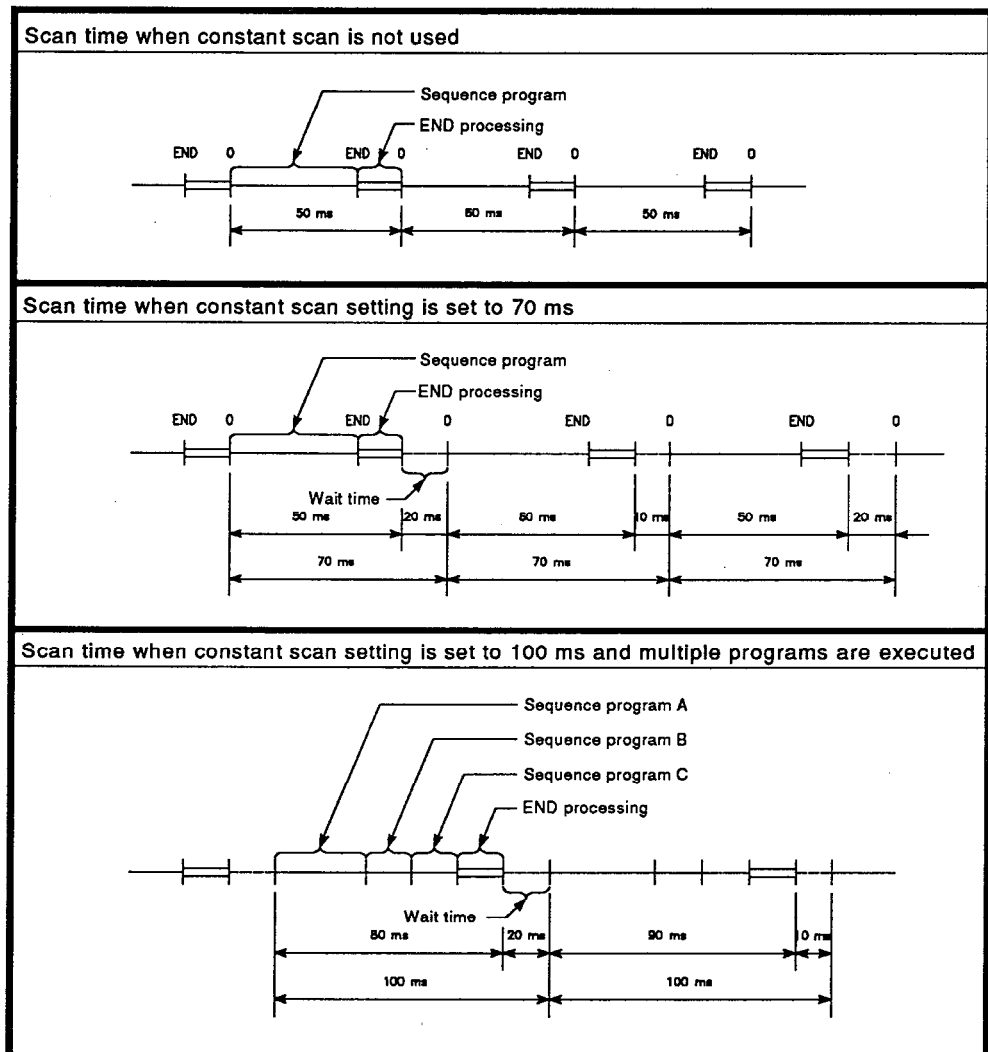 Scan time when constant scan is not used
Sequence program
END processing
END 0 END 0 END 0 END 0
50 ms 60 ms 50 ms
Scan time when constant scan setting is set to 70 ms
Sequence program
END processing
END 0 END 0 END 0 END 0
Wait time
50 ms 20 ms 60 ms 10 ms 50 ms 20 ms
70 ms 70 ms 70 ms
Scan time when constant scan setting is set to 100 ms and multiple programs are executed
Sequence program A
Sequence program B
Sequence program C
END processing
Wait time
80 ms 20 ms 90 ms 10 ms
100 ms 100 ms